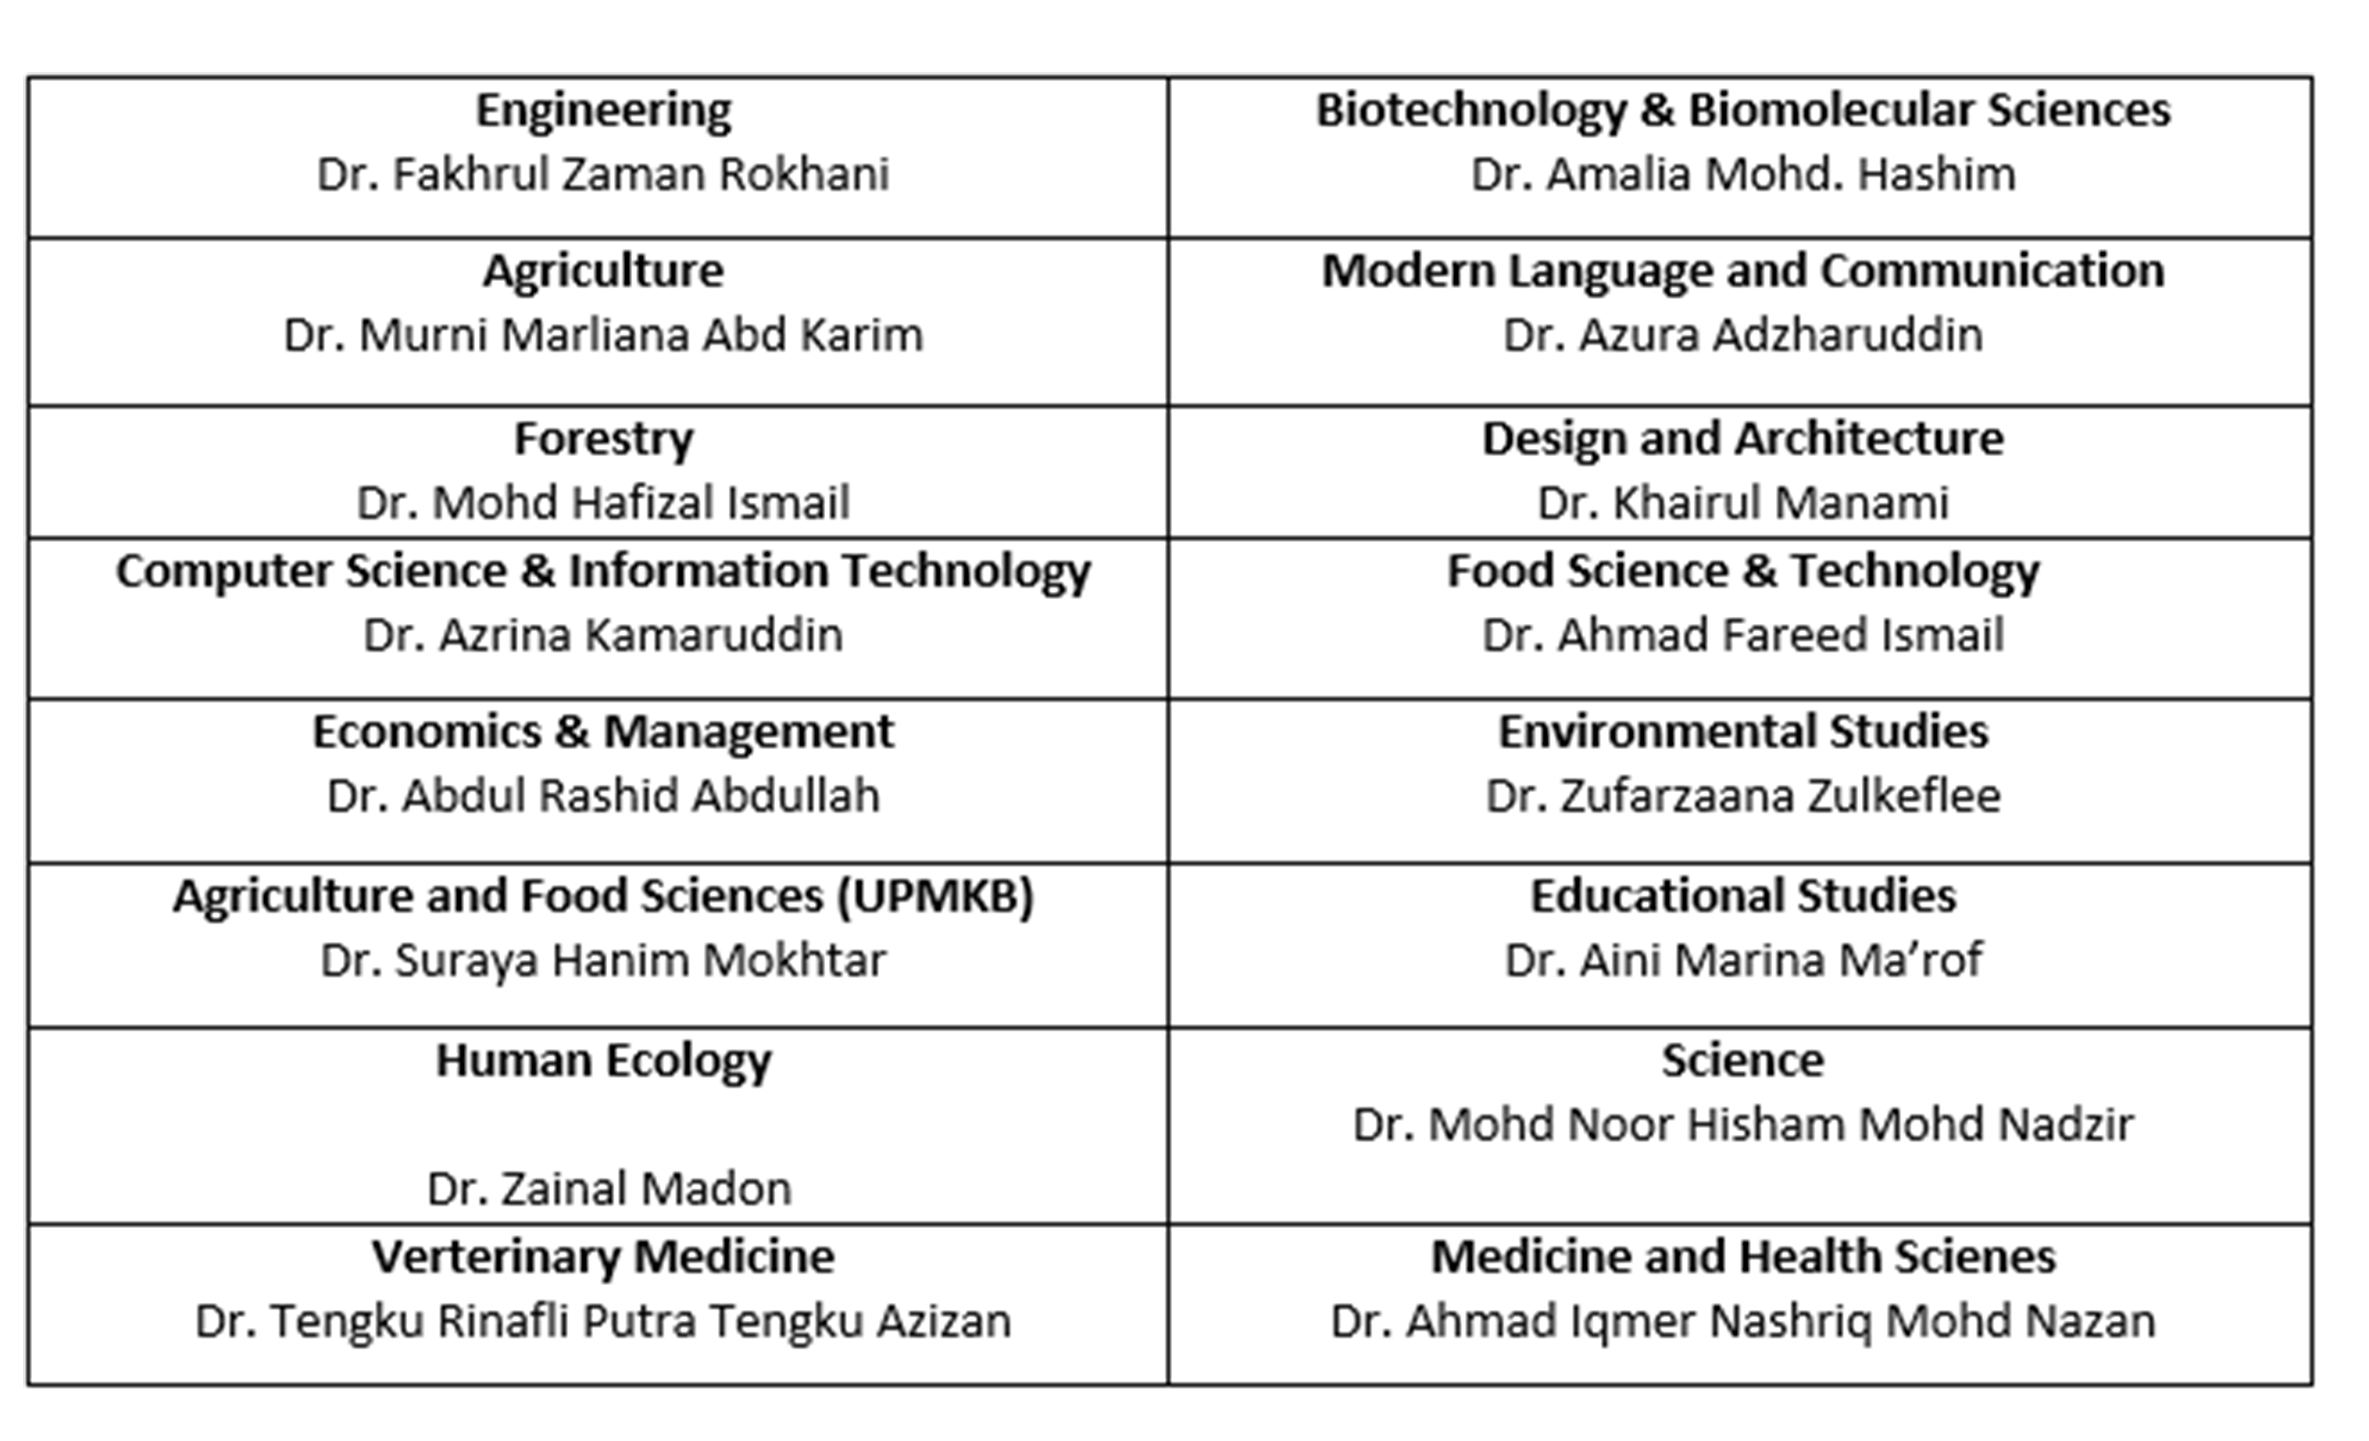 Engineering
Dr. Fakhrul Zaman Rokhani
Biotechnology & Biomolecular Sciences
Dr. Amalia Mohd. Hashim
Agriculture
Dr. Murni Marliana Abd Karim
Modern Language and Communication
Dr. Azura Adzharuddin
Forestry
Dr. Mohd Hafizal Ismail
Design and Architecture
Dr. Khairul Manami
Computer Science & Information Technology
Dr. Azrina Kamaruddin
Food Science & Technology
Dr. Ahmad Fareed Ismail
Economics & Management
Dr. Abdul Rashid Abdullah
Environmental Studies
Dr. Zufarzaana Zulkeflee
Agriculture and Food Sciences (UPMKB)
Dr. Suraya Hanim Mokhtar
Educational Studies
Dr. Aini Marina Ma’rof
Human Ecology
Dr. Zainal Madon
Science
Dr. Mohd Noor Hisham Mohd Nadzir
Verterinary Medicine
Dr. Tengku Rinafli Putra Tengku Azizan
Medicine and Health Scienes
Dr. Ahmad Iqmer Nashriq Mohd Nazan